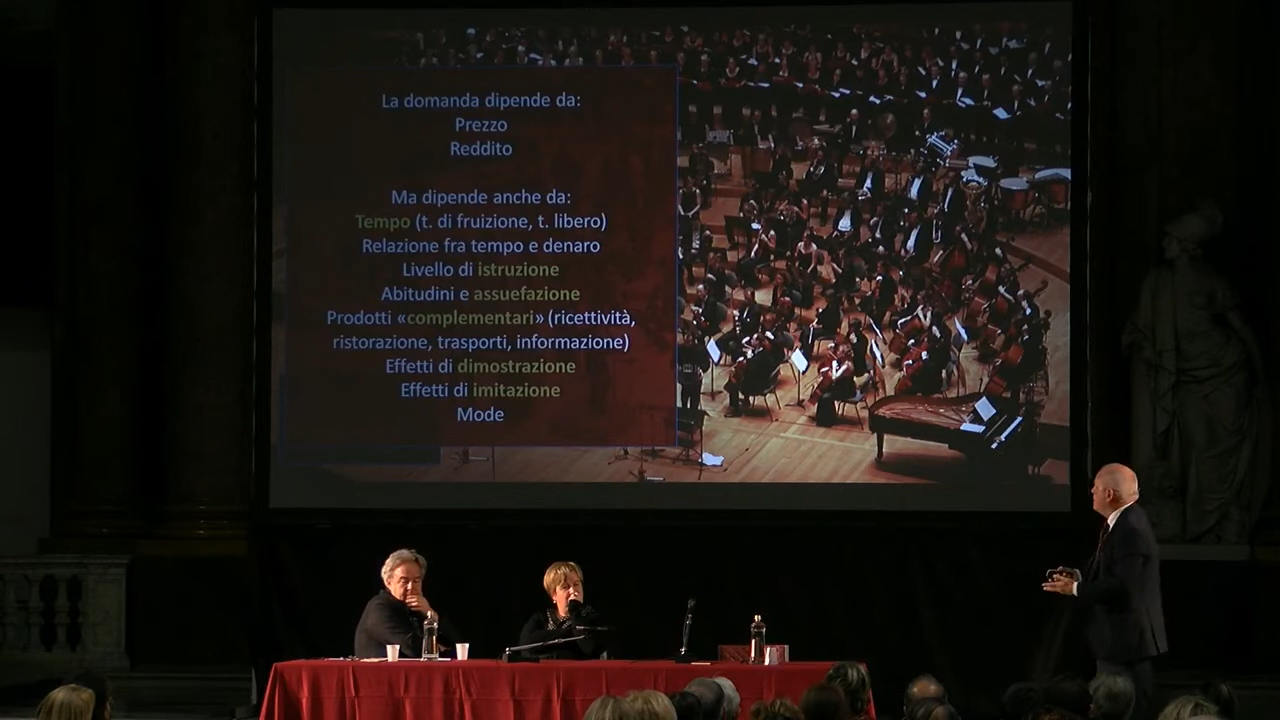 La domanda dipende da:
Prezzo
Reddito
Ma dipende anche da:
Tempo (t. di fruizione, t. libero)
Relazione fra tempo e denaro
Livello di istruzione
Abitudini e assuefazione
Prodotti «complementari» (ricettività,
ristorazione, trasporti, informazione)
Effetti di dimostrazione
Effetti di imitazione
Mode